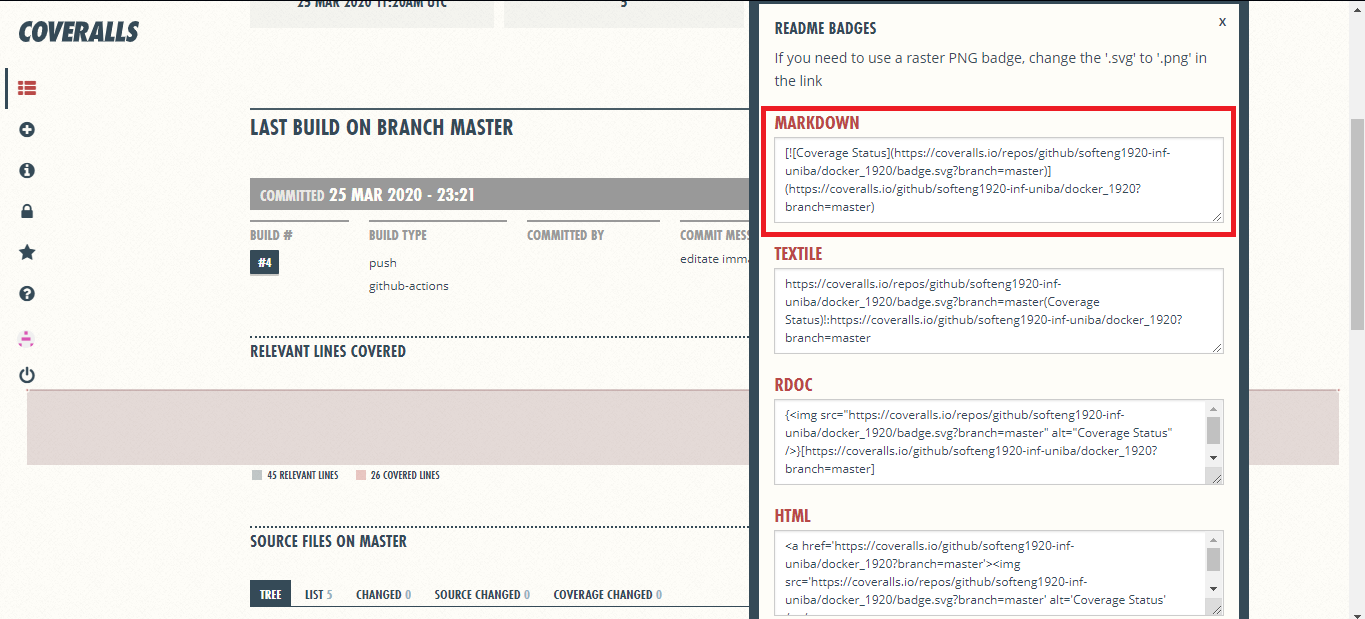 25 MAR 2020 11:20AM UTC
5
COVERALLS
LAST BUILD ON BRANCH MASTER
COMMITTED 25 MAR 2020 - 23:21
BUILD #
BUILD TYPE
COMMITTED BY
COMMIT MES
#4
push
github-actions
editate imma
RELEVANT LINES COVERED
45 RELEVANT LINES
26 COVERED LINES
SOURCE FILES ON MASTER
TREE
LIST 5
CHANGED 0
SOURCE CHANGED 0
COVERAGE CHANGED 0
README BADGES
x
If you need to use a raster PNG badge, change the '.svg' to '.png' in
the link
MARKDOWN
[![Coverage Status](https://coveralls.io/repos/github/softeng1920-inf-
uniba/docker_1920/badge.svg?branch=master)]
(https://coveralls.io/github/softeng1920-inf-uniba/docker_1920?
branch=master)
TEXTILE
https://coveralls.io/repos/github/softeng1920-inf-
uniba/docker_1920/badge.svg?branch=master(Coverage
Status)!:https://coveralls.io/github/softeng1920-inf-uniba/docker_1920?
branch=master
RDOC
{<img src="https://coveralls.io/repos/github/softeng1920-inf-
uniba/docker_1920/badge.svg?branch=master" alt="Coverage Status"
/>}[https://coveralls.io/github/softeng1920-inf-uniba/docker_1920?
branch=master]
HTML
<a href='https://coveralls.io/github/softeng1920-inf-
uniba/docker_1920?branch=master'><img
src='https://coveralls.io/repos/github/softeng1920-inf-
uniba/docker_1920/badge.svg?branch=master' alt='Coverage Status'